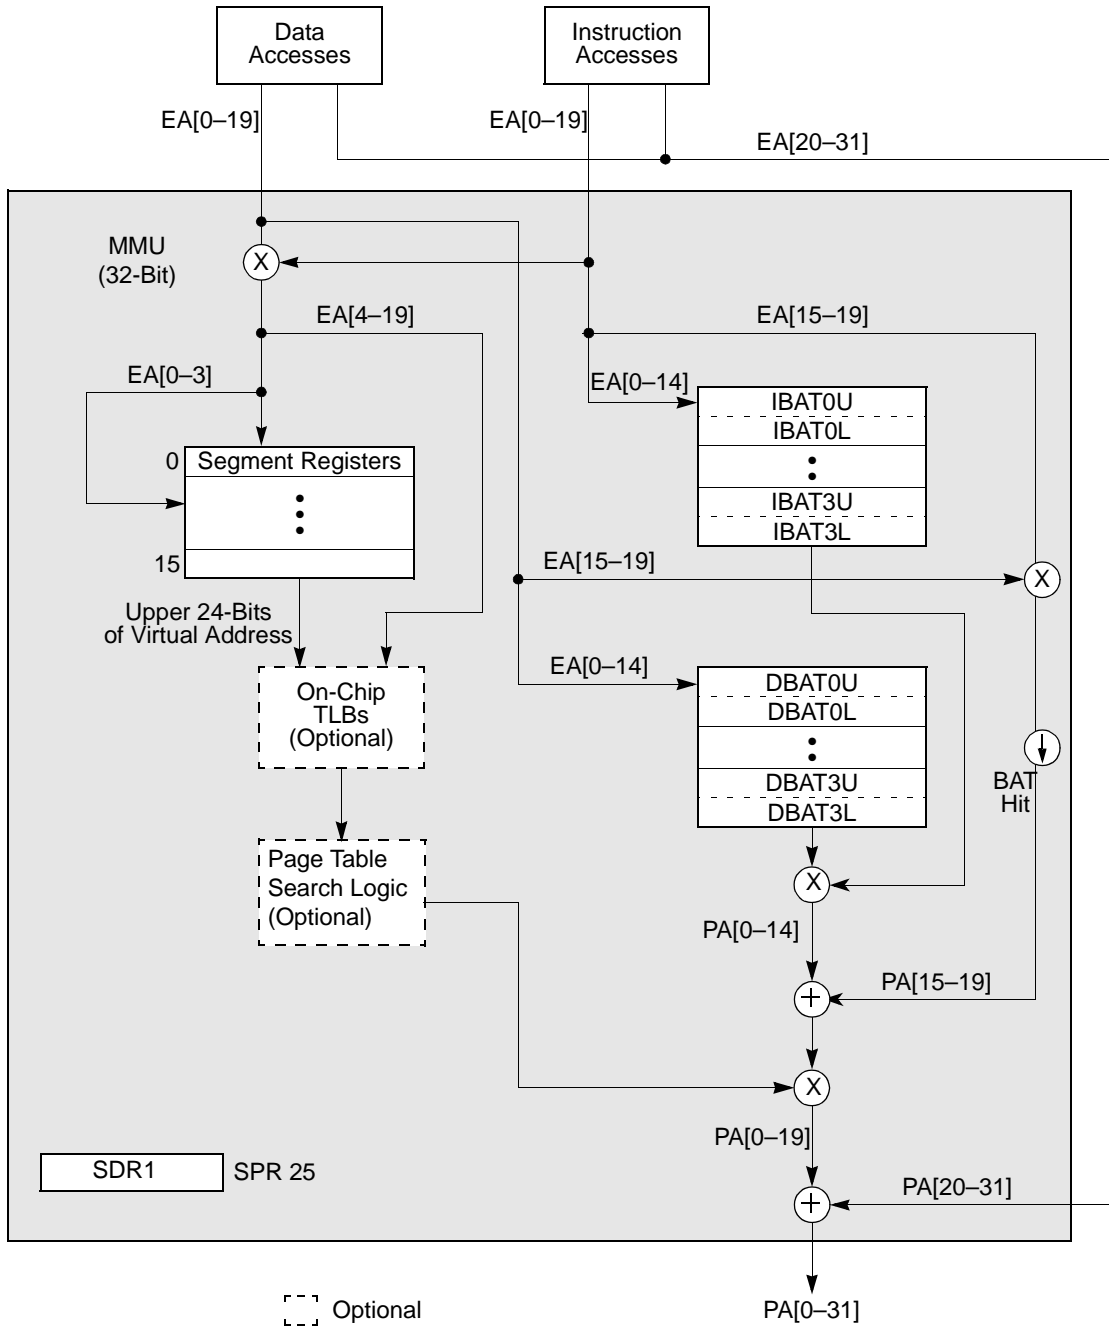 Data
Accesses
Instruction
Accesses
EA[0–19]
EA[0–19]
EA[20–31]
MMU
(32-Bit)
X
EA[4–19]
EA[15–19]
EA[0–3]
EA[0–14]
IBAT0U
IBAT0L
IBAT3U
IBAT3L
0
Segment Registers
15
EA[15–19]
X
Upper 24-Bits
of Virtual Address
EA[0–14]
DBAT0U
DBAT0L
DBAT3U
DBAT3L
On-Chip
TLBs
(Optional)
BAT
Hit
Page Table
Search Logic
(Optional)
X
PA[0–14]
PA[15–19]
+
X
PA[0–19]
SDR1
SPR 25
PA[20–31]
+
Optional
PA[0–31]